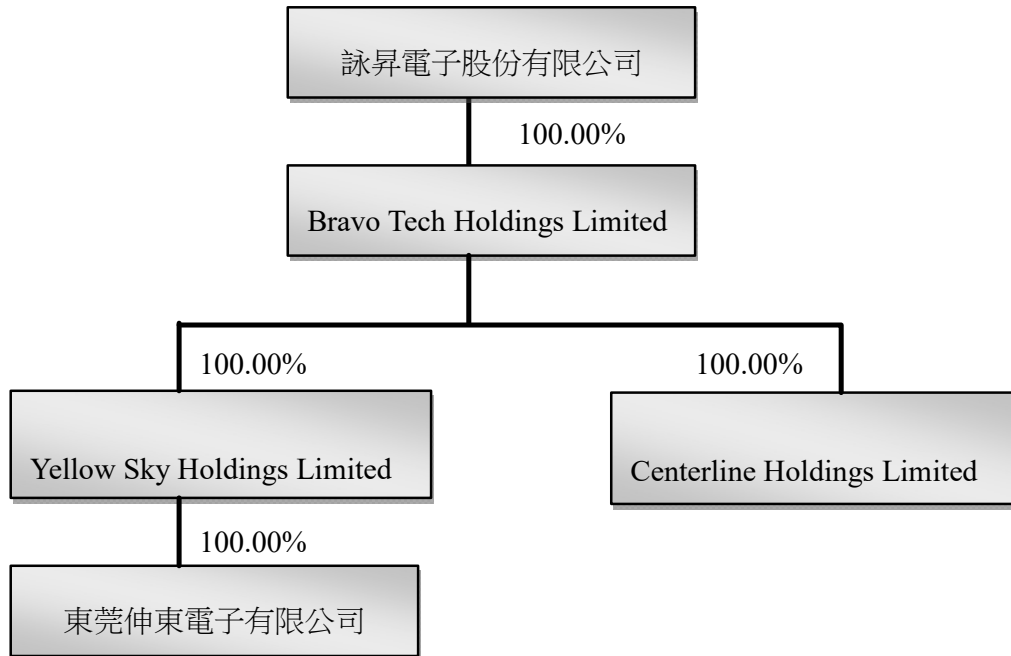 詠昇電子股份有限公司
100.00%
Bravo Tech Holdings Limited
100.00%
100.00%
Yellow Sky Holdings Limited
Centerline Holdings Limited
100.00%
東莞伸東電子有限公司